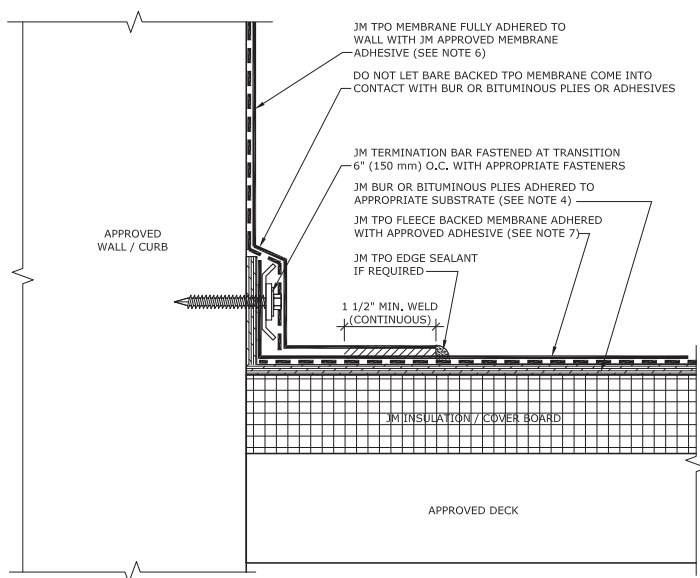 JM TPO MEMBRANE FULLY ADHERED TO
WALL WITH JM APPROVED MEMBRANE
ADHESIVE (SEE NOTE 6)
DO NOT LET BARE BACKED TPO MEMBRANE COME INTO
CONTACT WITH BUR OR BITUMINOUS PLIES OR ADHESIVES
JM TERMINATION BAR FASTENED AT TRANSITION
6" (150 mm) O.C. WITH APPROPRIATE FASTENERS
JM BUR OR BITUMINOUS PLIES ADHERED TO
APPROPRIATE SUBSTRATE (SEE NOTE 4)
JM TPO FLEECE BACKED MEMBRANE ADHERED
WITH APPROVED ADHESIVE (SEE NOTE 7)
APPROVED
WALL / CURB
JM TPO EDGE SEALANT
IF REQUIRED
1 1/2" MIN. WELD
(CONTINUOUS)
JM INSULATION / COVER BOARD
APPROVED DECK